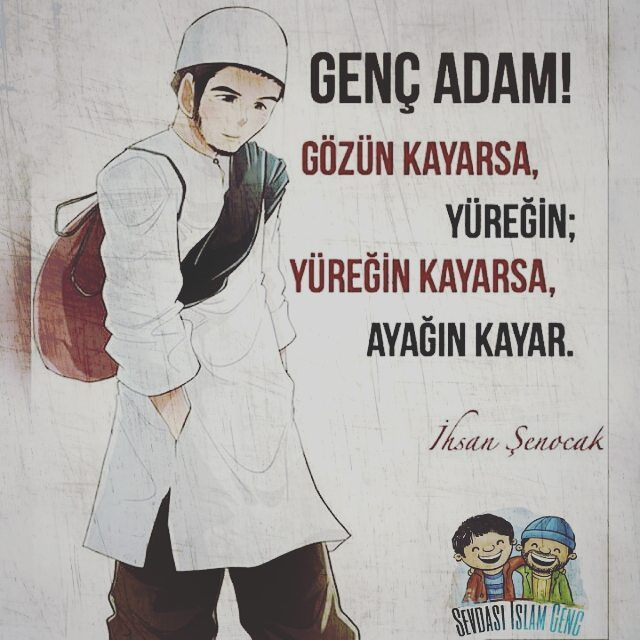 GENÇ ADAM!
GÖZÜN KAYARSA,
YÜREĞİN;
YÜREĞİN KAYARSA,
AYAĞIN KAYAR.
İhsan Şenocak
SEVDASI İSLAM GENÇ